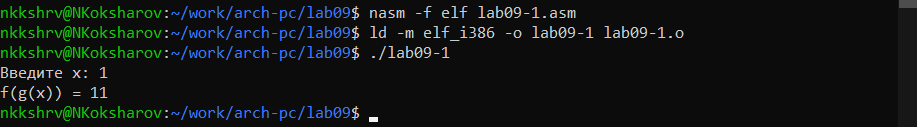 nkkshrv@NKoksharov:~/work/arch-pc/lab09$ nasm -f elf lab09-1.asm
nkkshrv@NKoksharov:~/work/arch-pc/lab09$ ld -m elf_i386 -o lab09-1 lab09-1.o
nkkshrv@NKoksharov:~/work/arch-pc/lab09$ ./lab09-1
Введите x: 1
f(g(x)) = 11
nkkshrv@NKoksharov:~/work/arch-pc/lab09$